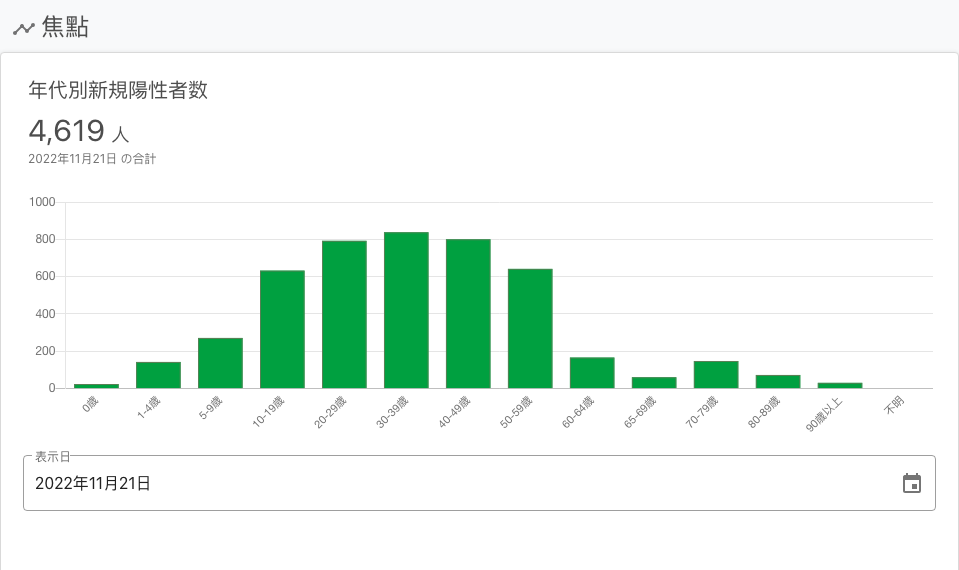 焦點
年代別新規陽性者数
4,619 人
2022年11月21日 の合計
1000
800
600
400
200
0
0歳
1-4歳
5-9歳
10-19歳
20-29歳
30-39歳
40-49歳
50-59歳
60-64歳
65-69歳
70-79歳
80-89歳
90歳以上
不明
表示日
2022年11月21日